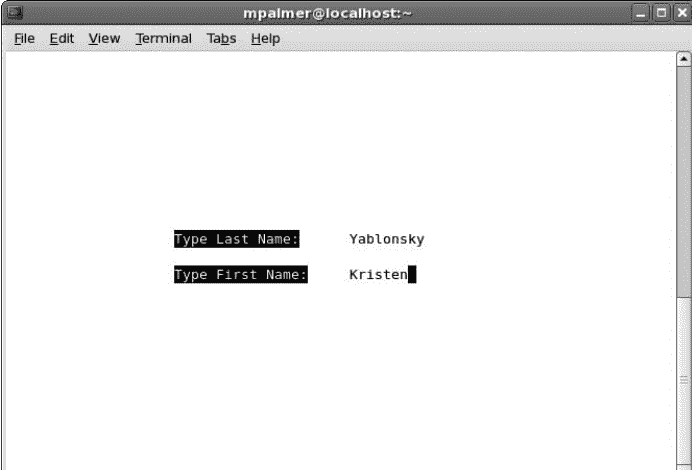 mpalmer@localhost:~
File Edit View Terminal Tabs Help
Type Last Name: Yablonsky
Type First Name: Kristen